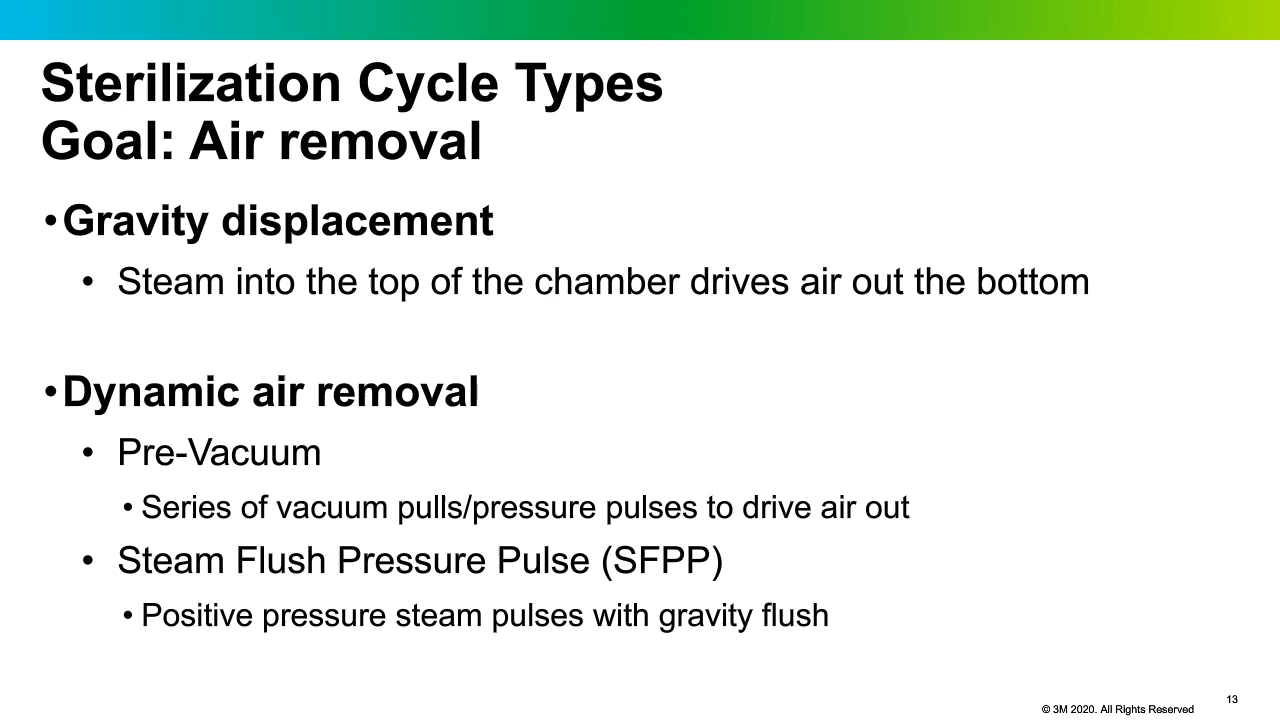 Sterilization Cycle Types
Goal: Air removal
•Gravity displacement
• Steam into the top of the chamber drives air out the bottom
•Dynamic air removal
• Pre-Vacuum
• Series of vacuum pulls/pressure pulses to drive air out
• Steam Flush Pressure Pulse (SFPP)
• Positive pressure steam pulses with gravity flush
13
© 3M 2020. All Rights Reserved